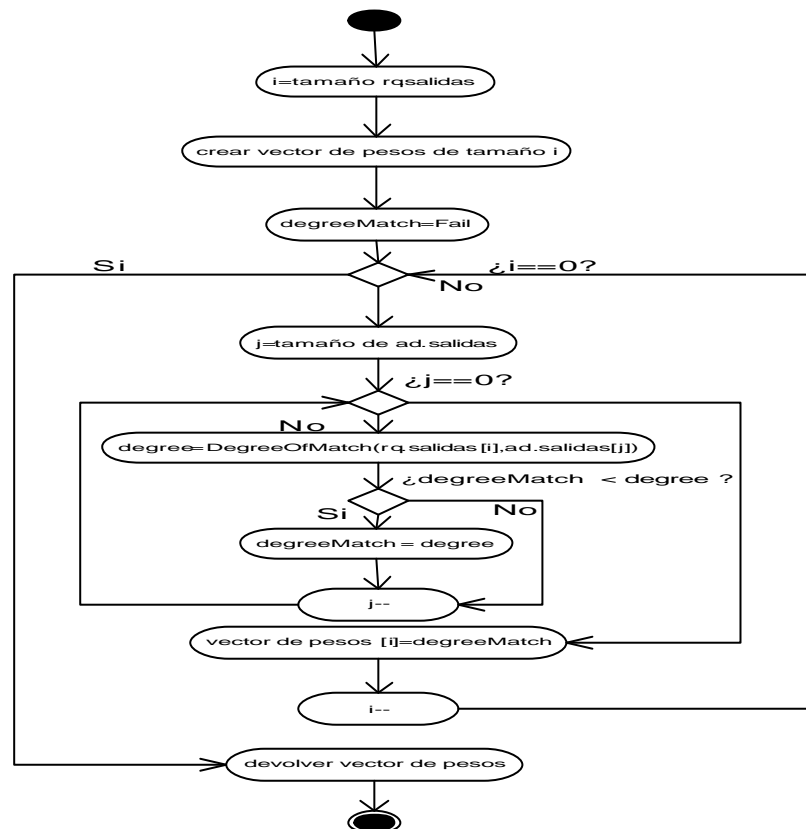 i=tamaño rqsalidas
crear vector de pesos de tamaño i
degreeMatch=Fail
Si
¿i==0?
No
j=tamaño de ad.salidas
¿j==0?
No
degree=DegreeOfMatch(rq.salidas[i],ad.salidas[j])
¿degreeMatch < degree ?
Si
No
degreeMatch = degree
j--
vector de pesos [i]=degreeMatch
i--
devolver vector de pesos